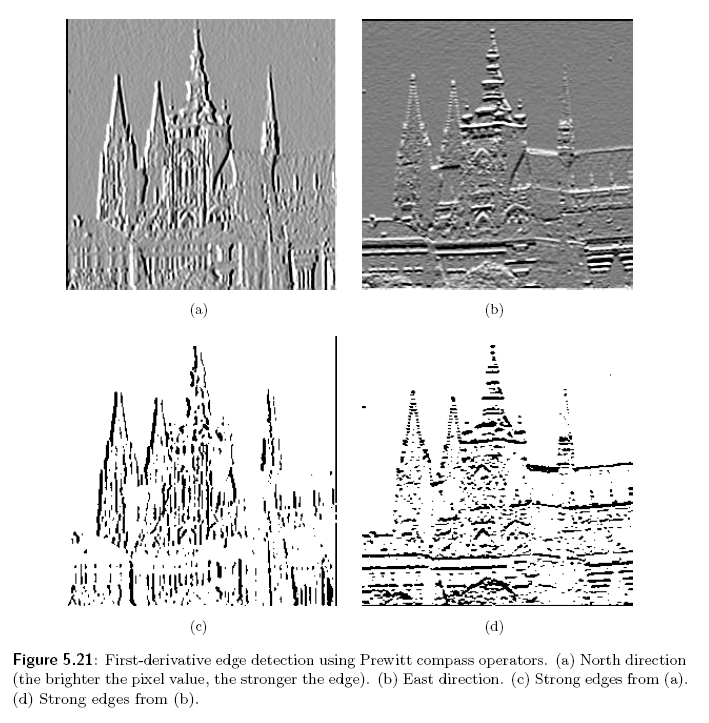 (a)
(b)
(c)
(d)
Figure 5.21: First-derivative edge detection using Prewitt compass operators. (a) North direction
(the brighter the pixel value, the stronger the edge). (b) East direction. (c) Strong edges from (a).
(d) Strong edges from (b).